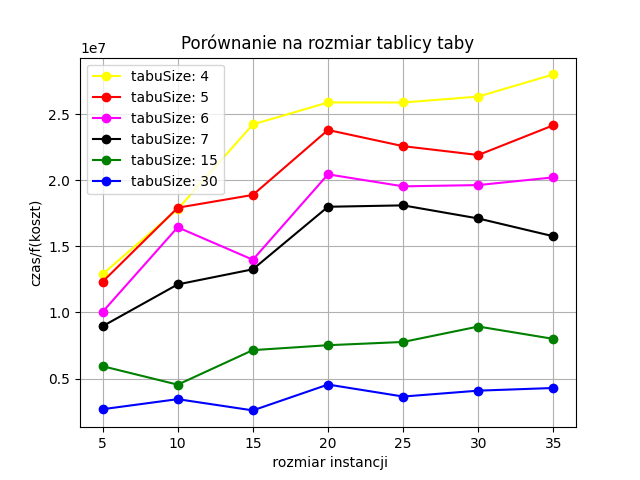 Porównanie na rozmiar tablicy taby
1e7
tabuSize: 4
tabuSize: 5
tabuSize: 6
tabuSize: 7
tabuSize: 15
tabuSize: 30
2.5
2.0
1.5
1.0
0.5
czas/f(koszt)
5 10 15 20 25 30 35
rozmiar instancji